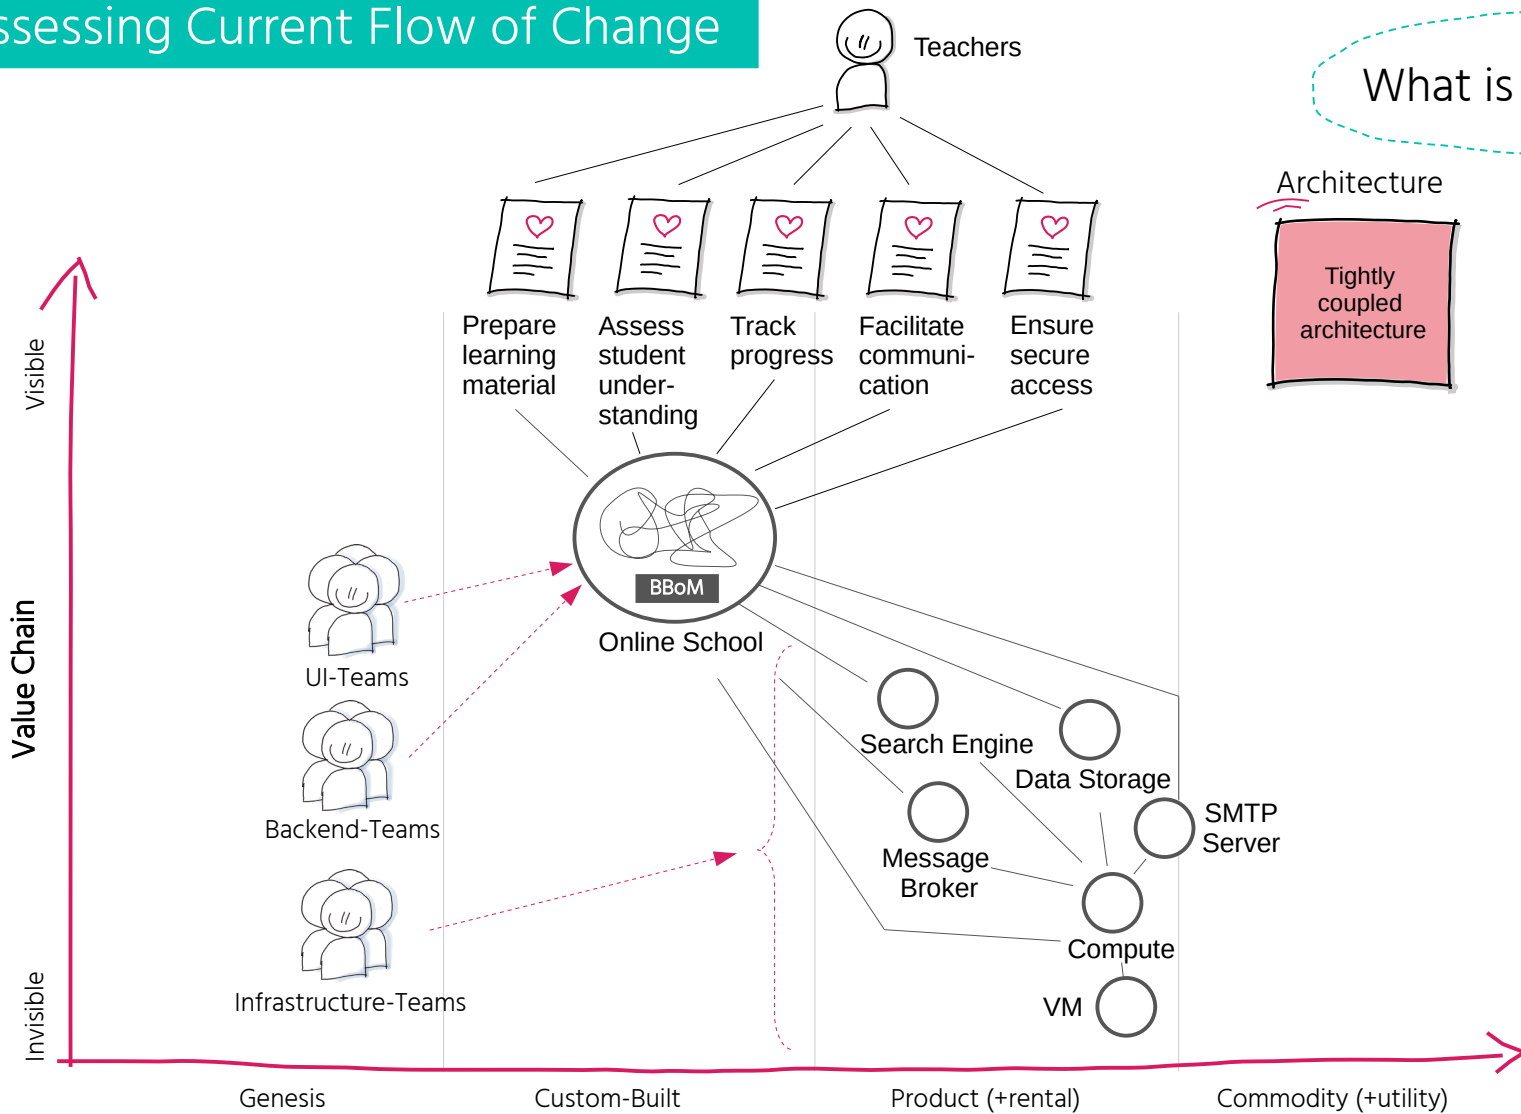 ssessing Current Flow of Change
Teachers
What is
Architecture
Tightly
coupled
architecture
Prepare
learning
material
Assess
student
under-
standing
Track
progress
Facilitate
communi-
cation
Ensure
secure
access
Visible
Value Chain
Invisible
BBoM
Online School
UI-Teams
Backend-Teams
Infrastructure-Teams
Search Engine
Data Storage
SMTP
Server
Message
Broker
Compute
VM
Genesis
Custom-Built
Product (+rental)
Commodity (+utility)